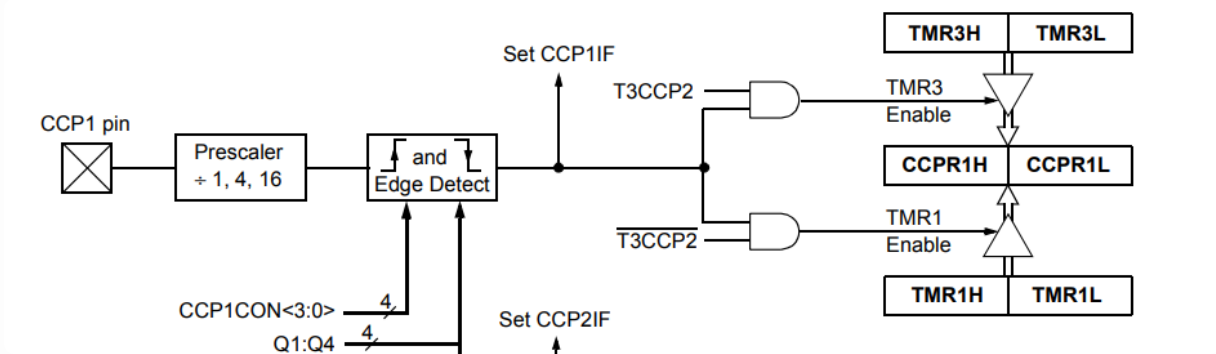 TMR3H TMR3L
Set CCP1IF
T3CCP2
TMR3
Enable
CCP1 pin
Prescaler
÷ 1, 4, 16
and
Edge Detect
CCPR1H CCPR1L
T3CCP2
TMR1
Enable
TMR1H TMR1L
CCP1CON<3:0>
4
Set CCP2IF
Q1:Q4
4